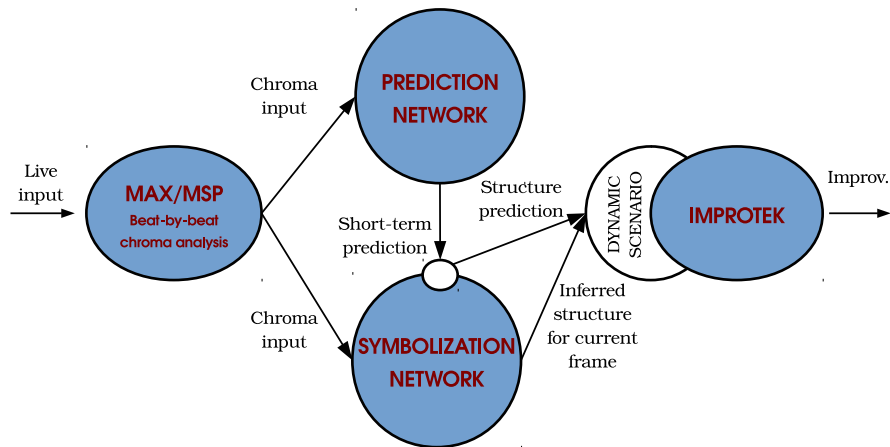 Live
input
MAX/MSP
Beat-by-beat
chroma analysis
Chroma
input
PREDICTION
NETWORK
Short-term
prediction
Chroma
input
SYMBOLIZATION
NETWORK
Structure
prediction
Inferred
structure
for current
frame
DYNAMIC
SCENARIO
IMPROTEK
Improv.